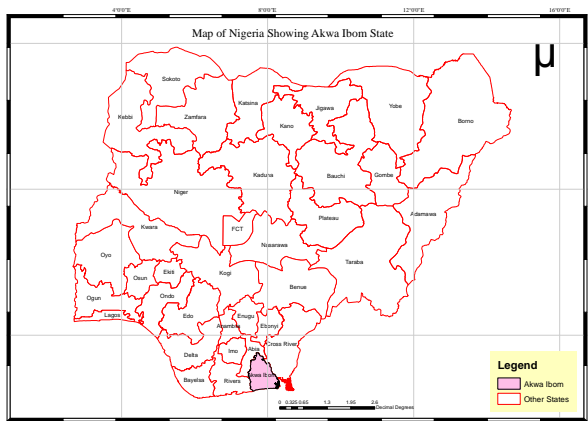 4°0'0"E 8°0'0"E 12°0'0"E 16°0'0"E
Map of Nigeria Showing Akwa Ibom State
μ
Sokoto
Katsina
Jigawa
Yobe
Borno
Kebbi
Zamfara
Kano
Kaduna
Bauchi
Gombe
Niger
Adamawa
Plateau
Kwara
FCT
Nasarawa
Oyo
Taraba
Osun
Ekiti
Kogi
Benue
Ogun
Ondo
Lagos
Edo
Enugu
Anambra
Ebonyi
Cross River
Delta
Imo
Abia
Bayelsa
Rivers
Akwa Ibom
Legend
Akwa Ibom
Other States
0 0.325 0.65 1.3 1.95 2.6
Decimal Degrees